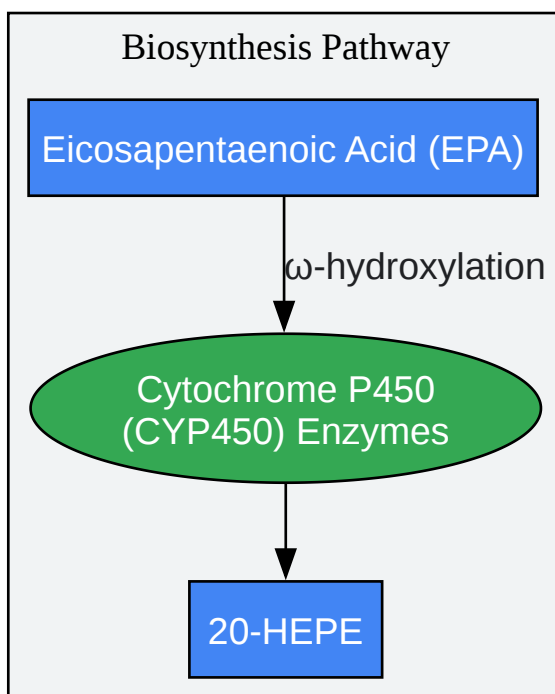 Biosynthesis Pathway
Eicosapentaenoic Acid (EPA)
ω-hydroxylation
Cytochrome P450
(CYP450) Enzymes
20-HEPE